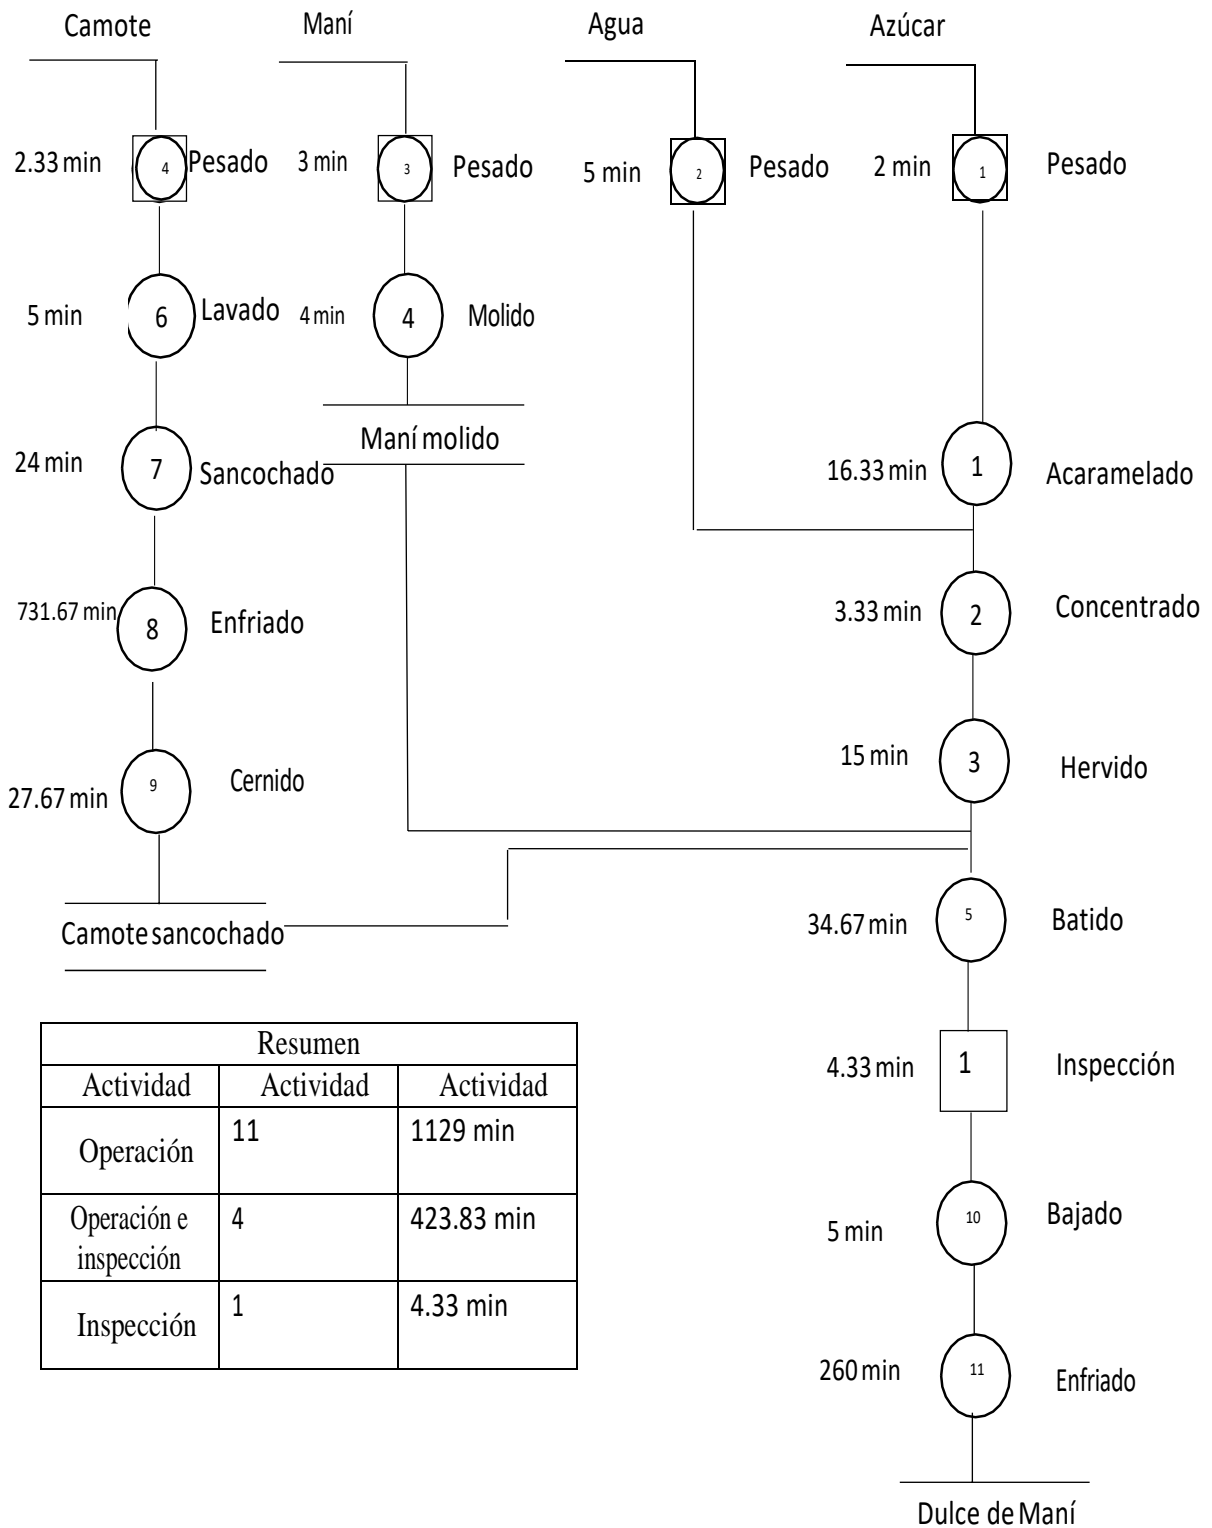 Camote
Maní
Agua
Azúcar
2.33 min
4
Pesado
3 min
3
Pesado
5 min
2
Pesado
2 min
1
Pesado
5 min
6
Lavado
4 min
4
Molido
Maní molido
24 min
7
Sancochado
16.33 min
1
Acaramelado
731.67 min
8
Enfriado
3.33 min
2
Concentrado
27.67 min
9
Cernido
15 min
3
Hervido
Camote sancochado
34.67 min
5
Batido
4.33 min
1
Inspección
5 min
10
Bajado
260 min
11
Enfriado
Dulce de Maní
Resumen
Actividad
Actividad
Actividad
Operación
11
1129 min
Operación e
inspección
4
423.83 min
Inspección
1
4.33 min